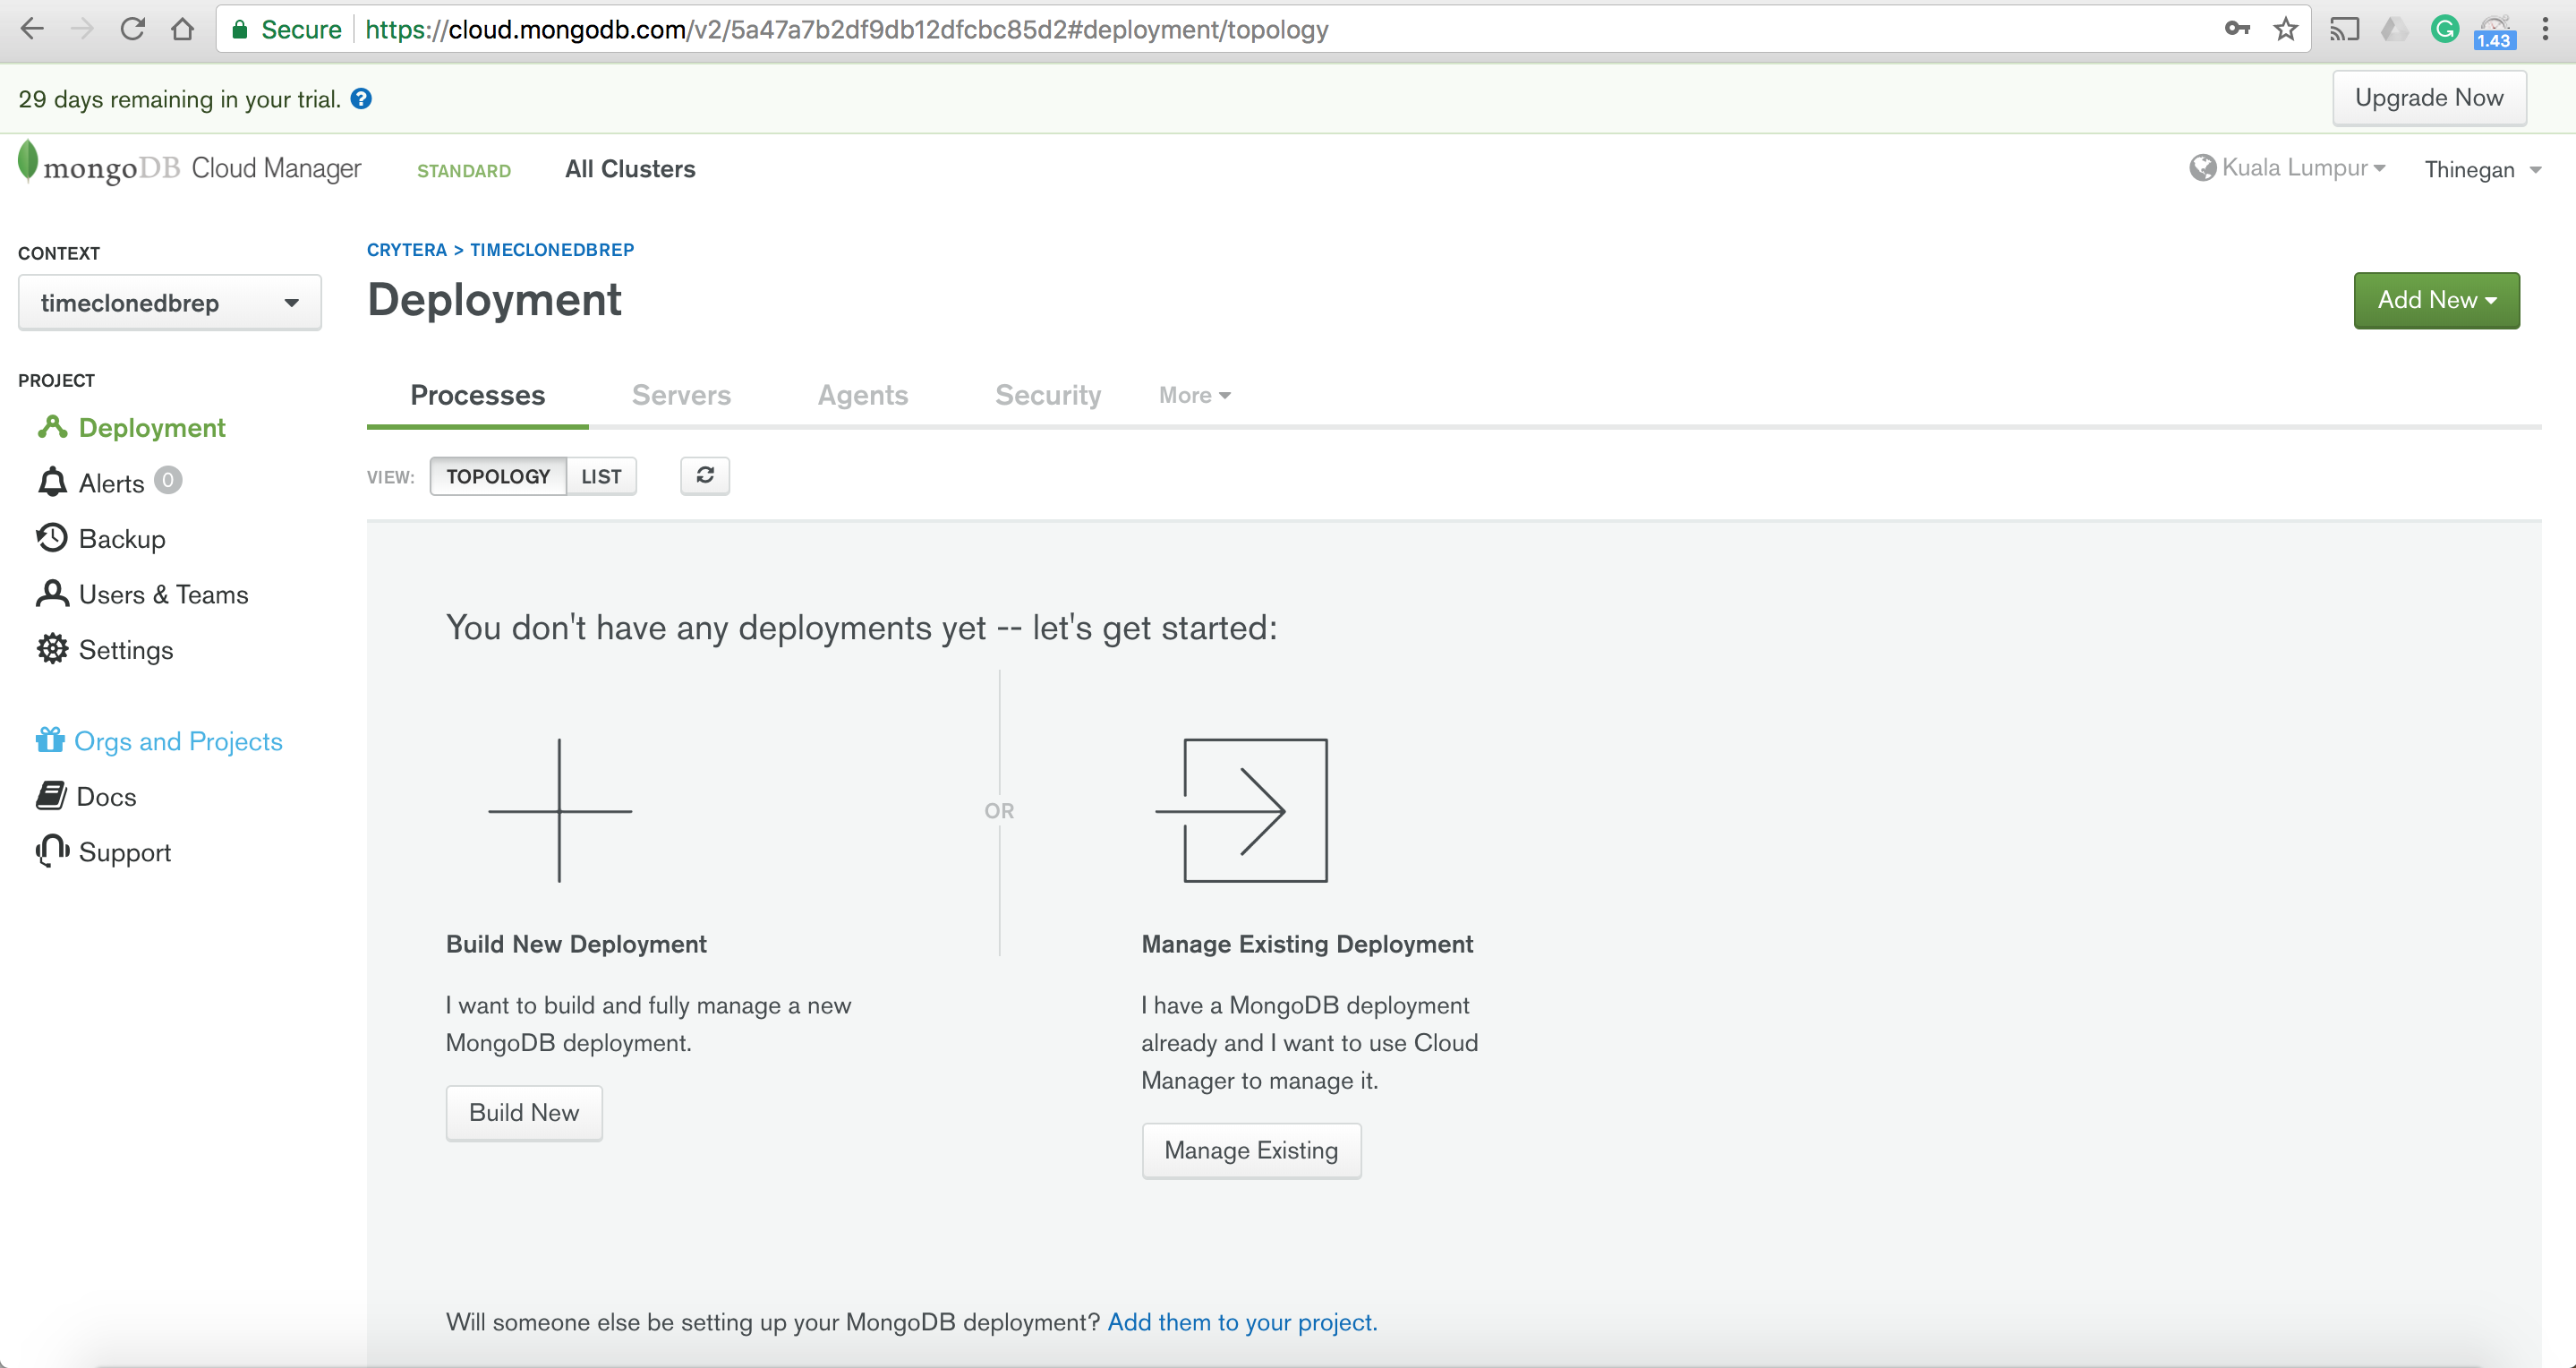 Secure https://cloud.mongodb.com/v2/5a47a7b2df9db12dfcbc85d2#deployment/topology
1.43
29 days remaining in your trial. ?
Upgrade Now
mongoDB Cloud Manager STANDARD All Clusters Kuala Lumpur Thinegan
CONTEXT
timeclonedbrep
PROJECT
Deployment
Alerts 0
Backup
Users & Teams
Settings
Orgs and Projects
Docs
Support
CRYTERA > TIMECLONEDBREP
Deployment
Add New
Processes Servers Agents Security More
VIEW: TOPOLOGY LIST
You don't have any deployments yet -- let's get started:
OR
Build New Deployment
I want to build and fully manage a new
MongoDB deployment.
Build New
Manage Existing Deployment
I have a MongoDB deployment
already and I want to use Cloud
Manager to manage it.
Manage Existing
Will someone else be setting up your MongoDB deployment? Add them to your project.